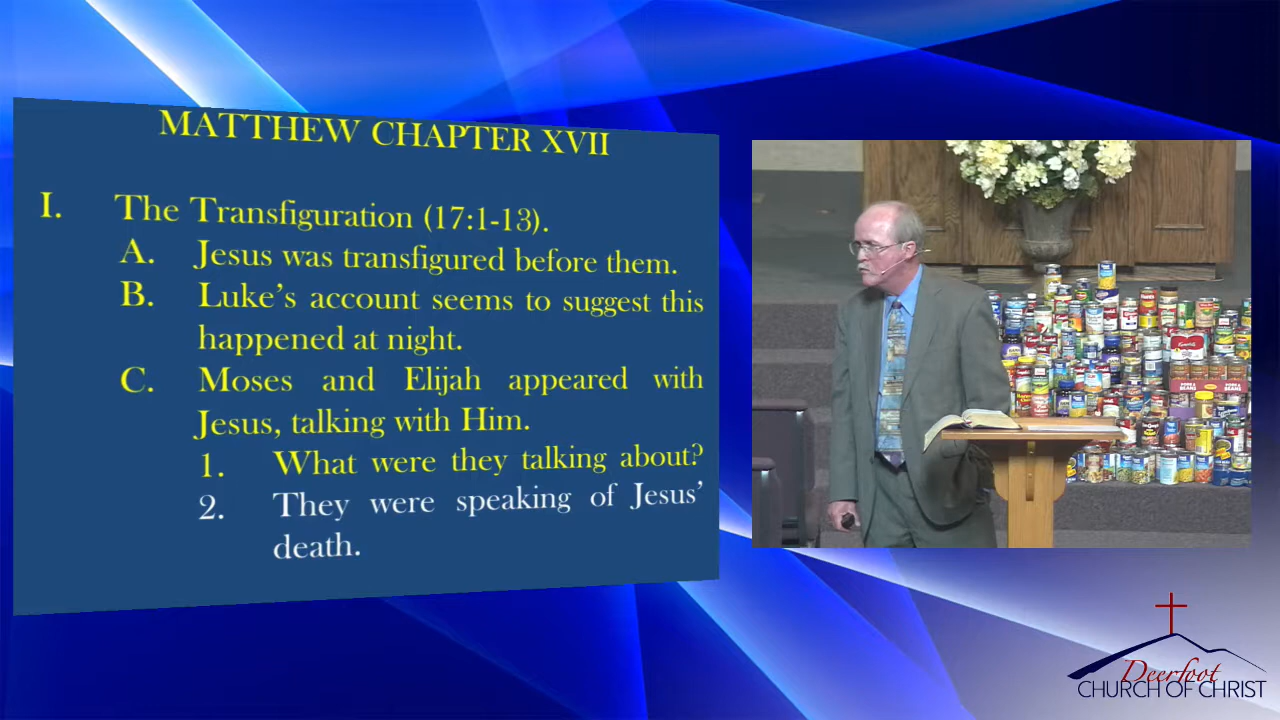 MATTHEW CHAPTER XVII
I. The Transfiguration (17:1-13).
A. Jesus was transfigured before them.
B. Luke’s account seems to suggest this
happened at night.
C. Moses and Elijah appeared with
Jesus, talking with Him.
1. What were they talking about?
2. They were speaking of Jesus’
death.
Deerfoot
CHURCH OF CHRIST